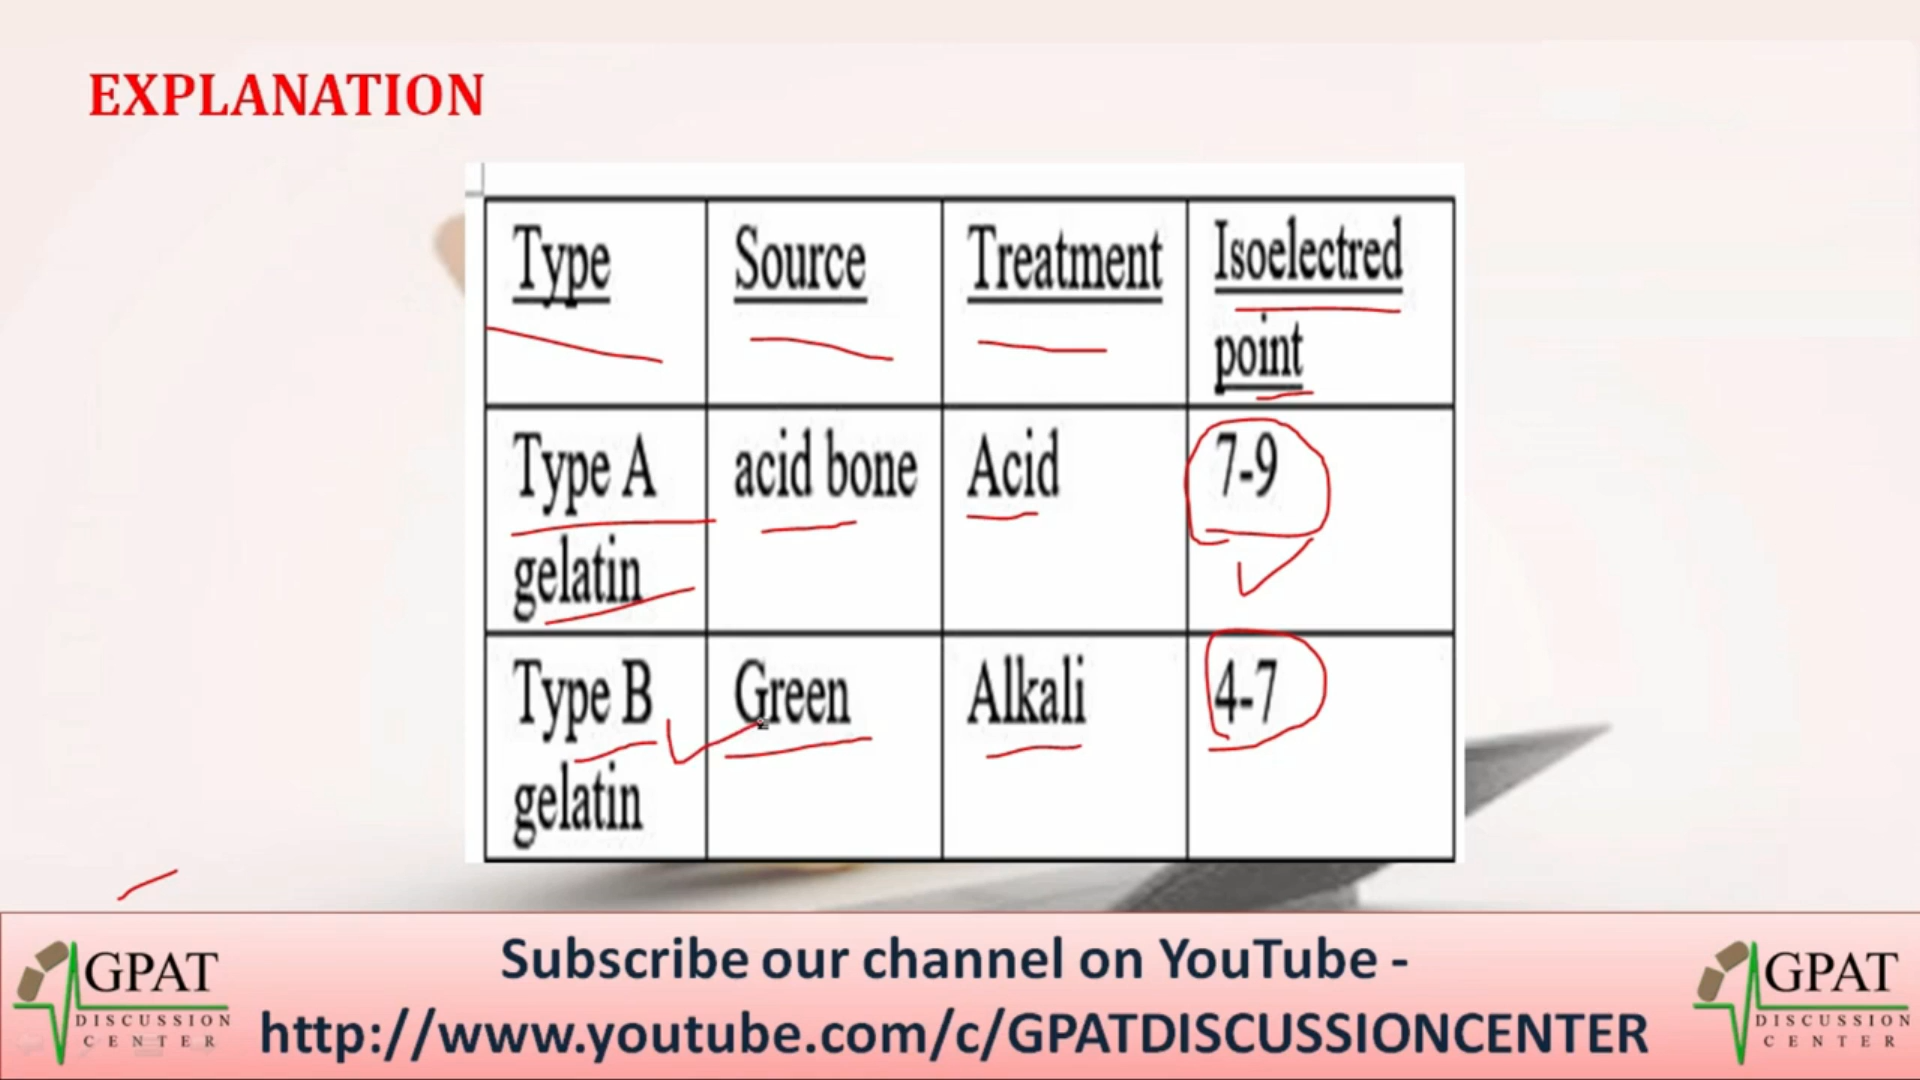 EXPLANATION
Type Source Treatment Isoelectred
point
Type A acid bone Acid 7-9
gelatin
Type B Green Alkali 4-7
gelatin
Subscribe our channel on YouTube -
http://www.youtube.com/c/GPATDISCUSSIONCENTER
GPAT
DISCUSSION
CENTER
GPAT
DISCUSSION
CENTER